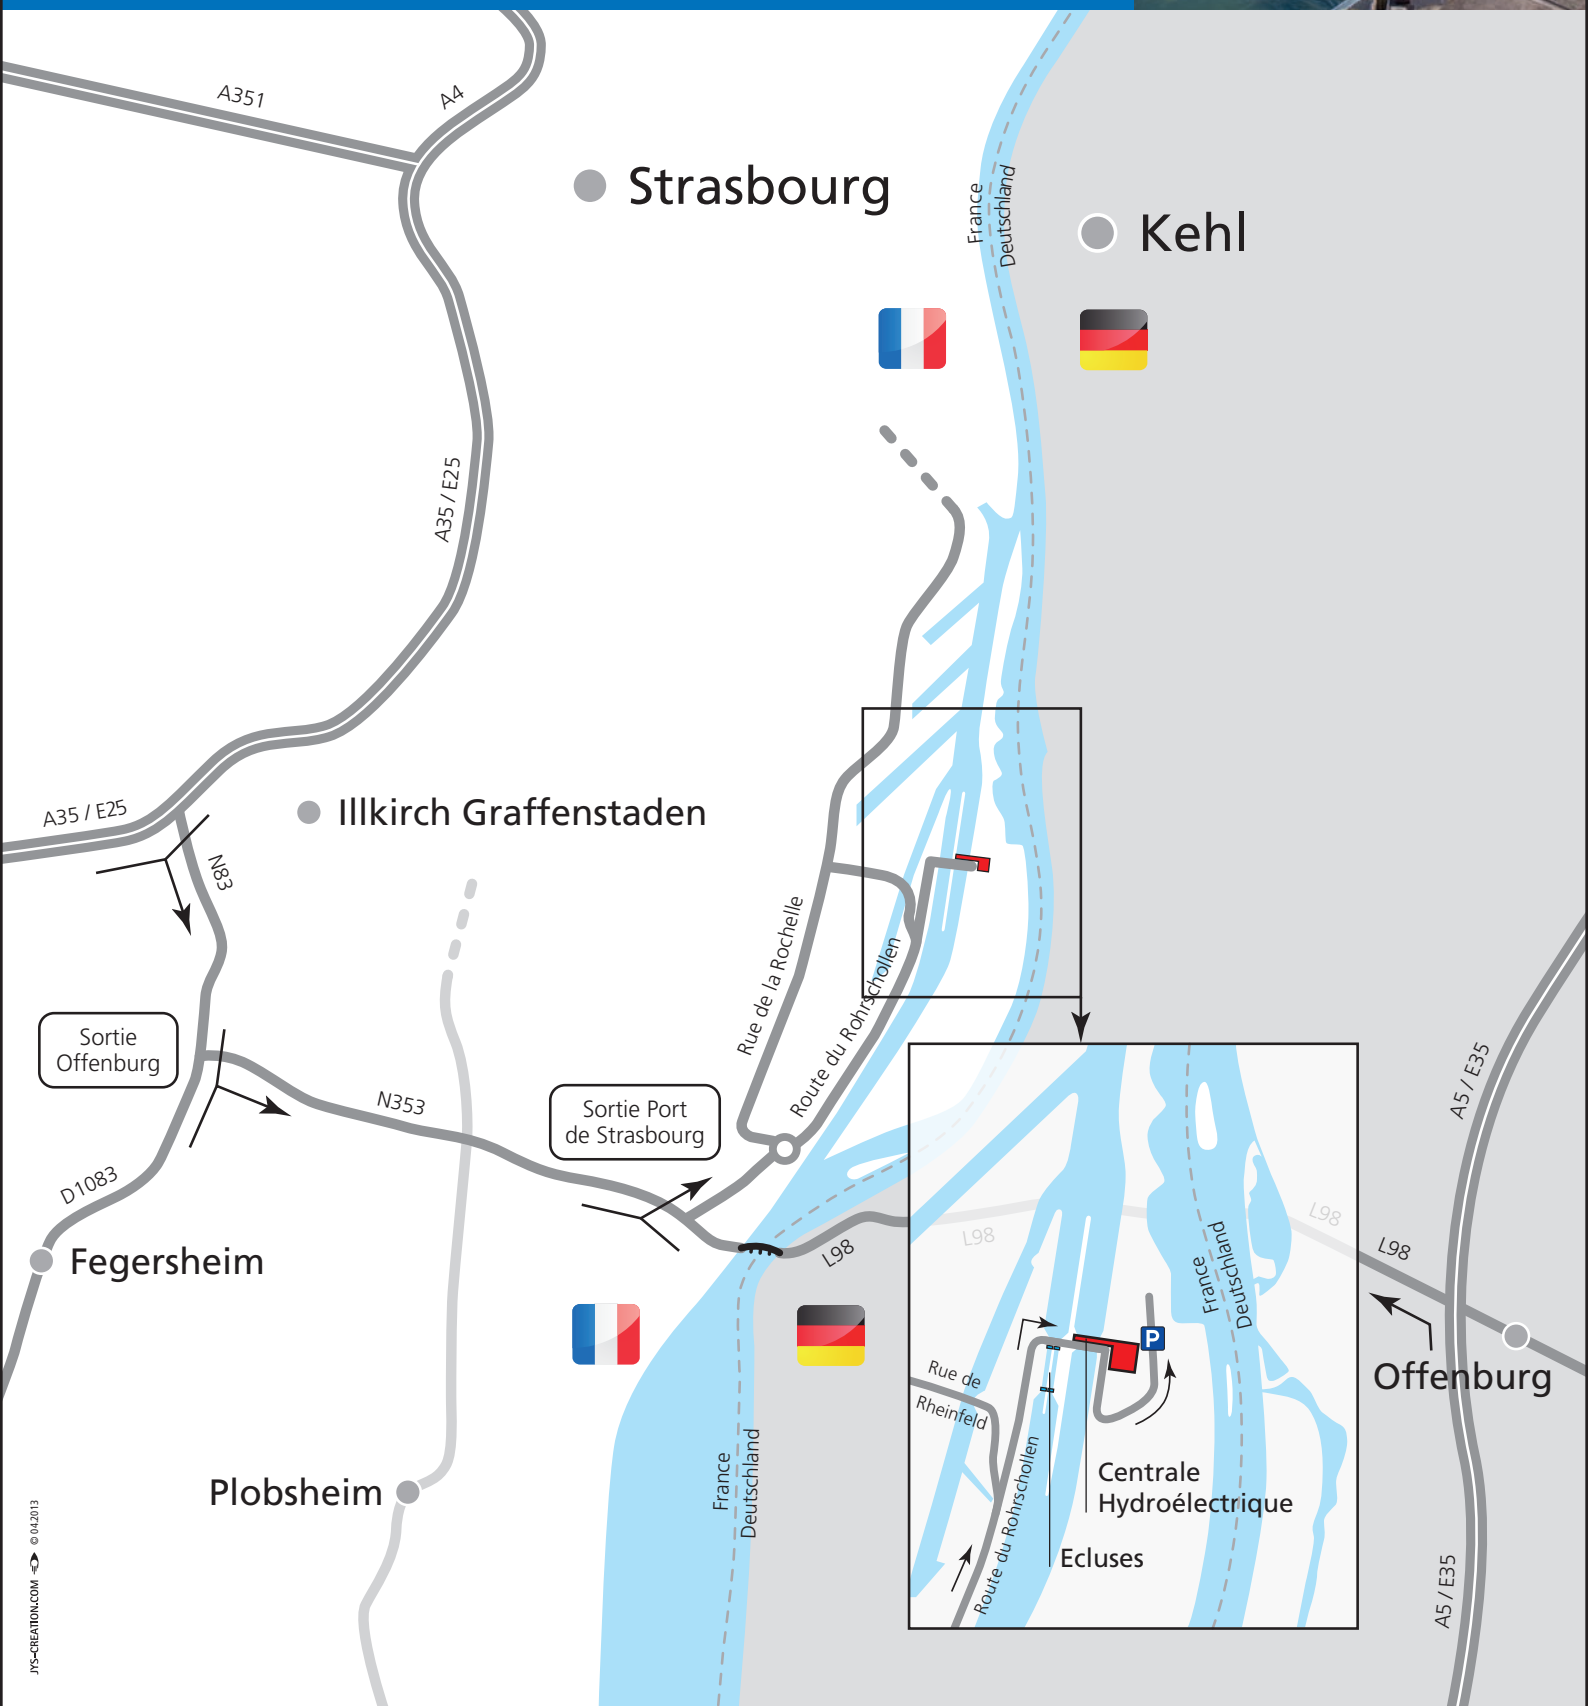 A351
A4
Strasbourg
France
Deutschland
Kehl
A35 / E25
A35 / E25
Illkirch Graffenstaden
N83
Rue de la Rochelle
Route du Rohrschollen
Sortie
Offenburg
N353
Sortie Port
de Strasbourg
D1083
Fegersheim
L98
L98
L98
L98
A5 / E35
France
Deutschland
P
Offenburg
Rue de
Rheinfeld
Route du Rohrschollen
Centrale
Hydroélectrique
Ecluses
France
Deutschland
Plobsheim
A5 / E35
JYS-CREATION.COM © 04.2013